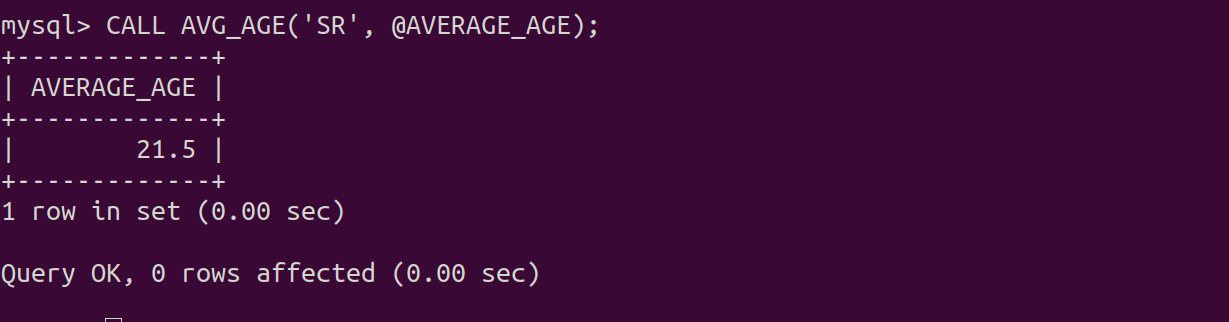 mysql> CALL AVG_AGE('SR', @AVERAGE_AGE);
+-------------+
| AVERAGE_AGE |
+-------------+
|        21.5 |
+-------------+
1 row in set (0.00 sec)
Query OK, 0 rows affected (0.00 sec)